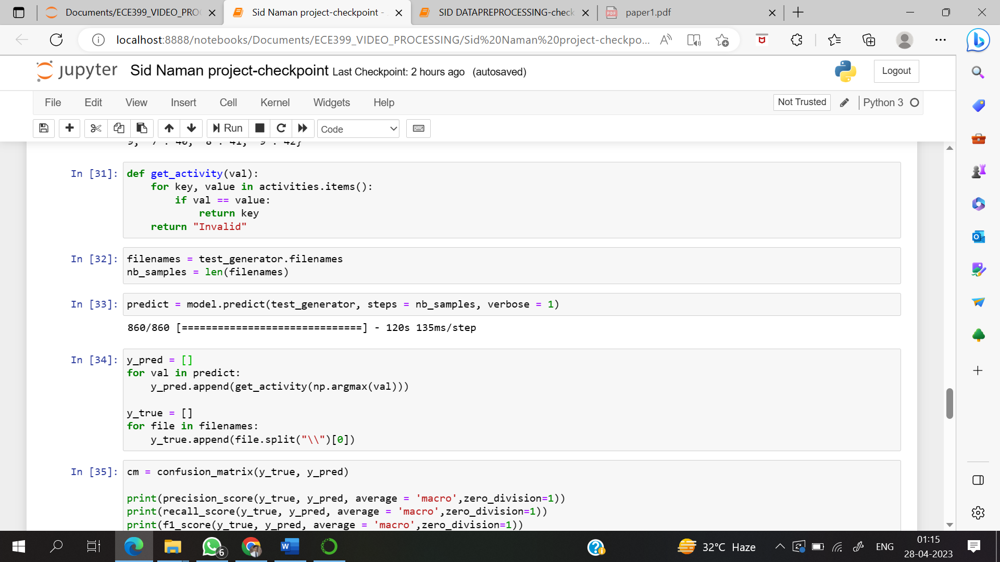 Documents/ECE399_VIDEO_PRO
Sid Naman project-checkpoint -
SID DATAPREPROCESSING-check
PDF
paper1.pdf
localhost:8888/notebooks/Documents/ECE399_VIDEO_PROCESSING/Sid%20Naman%20project-checkpo...
jupyter
Sid Naman project-checkpoint Last Checkpoint: 2 hours ago (autosaved)
Logout
File Edit View Insert Cell Kernel Widgets Help
Not Trusted
Python 3
Run
Code
In [31]:
def get_activity(val):
    for key, value in activities.items():
        if val == value:
            return key
    return "Invalid"
In [32]:
filenames = test_generator.filenames
nb_samples = len(filenames)
In [33]:
predict = model.predict(test_generator, steps = nb_samples, verbose = 1)
860/860 [==============================] - 120s 135ms/step
In [34]:
y_pred = []
for val in predict:
    y_pred.append(get_activity(np.argmax(val)))
y_true = []
for file in filenames:
    y_true.append(file.split("\\")[0])
In [35]:
cm = confusion_matrix(y_true, y_pred)
print(precision_score(y_true, y_pred, average = 'macro',zero_division=1))
print(recall_score(y_true, y_pred, average = 'macro',zero_division=1))
print(f1_score(y_true, y_pred, average = 'macro',zero_division=1))
6
32°C Haze
ENG
01:15
28-04-2023